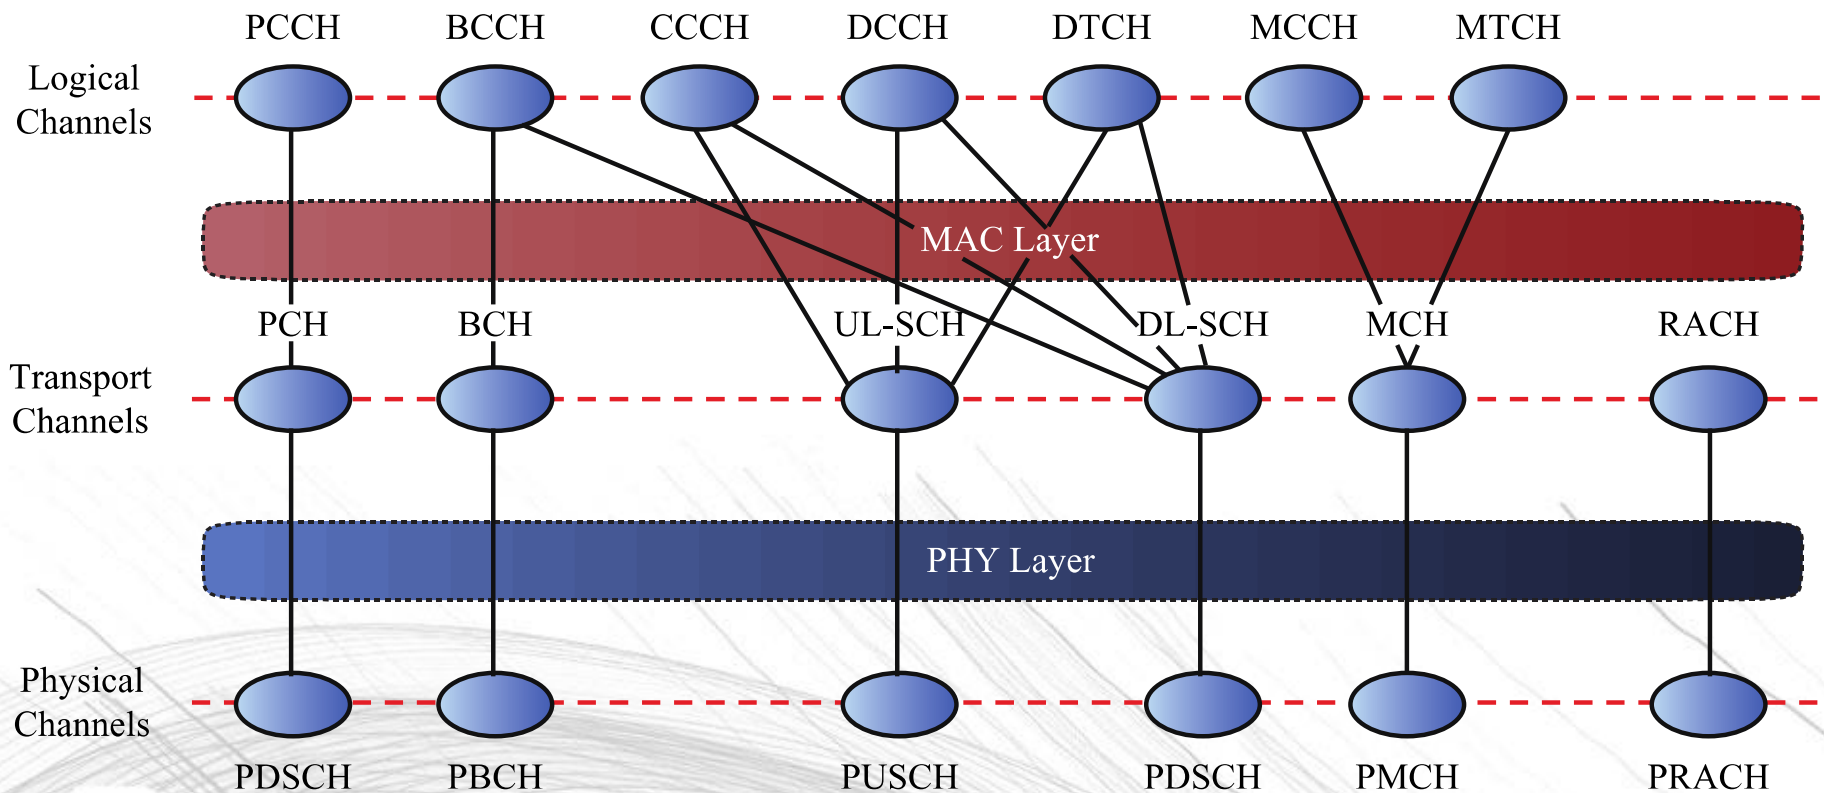 PCCH BCCH CCCH DCCH DTCH MCCH MTCH
Logical
Channels
MAC Layer
PCH BCH UL-SCH DL-SCH MCH RACH
Transport
Channels
PHY Layer
Physical
Channels
PDSCH PBCH PUSCH PDSCH PMCH PRACH